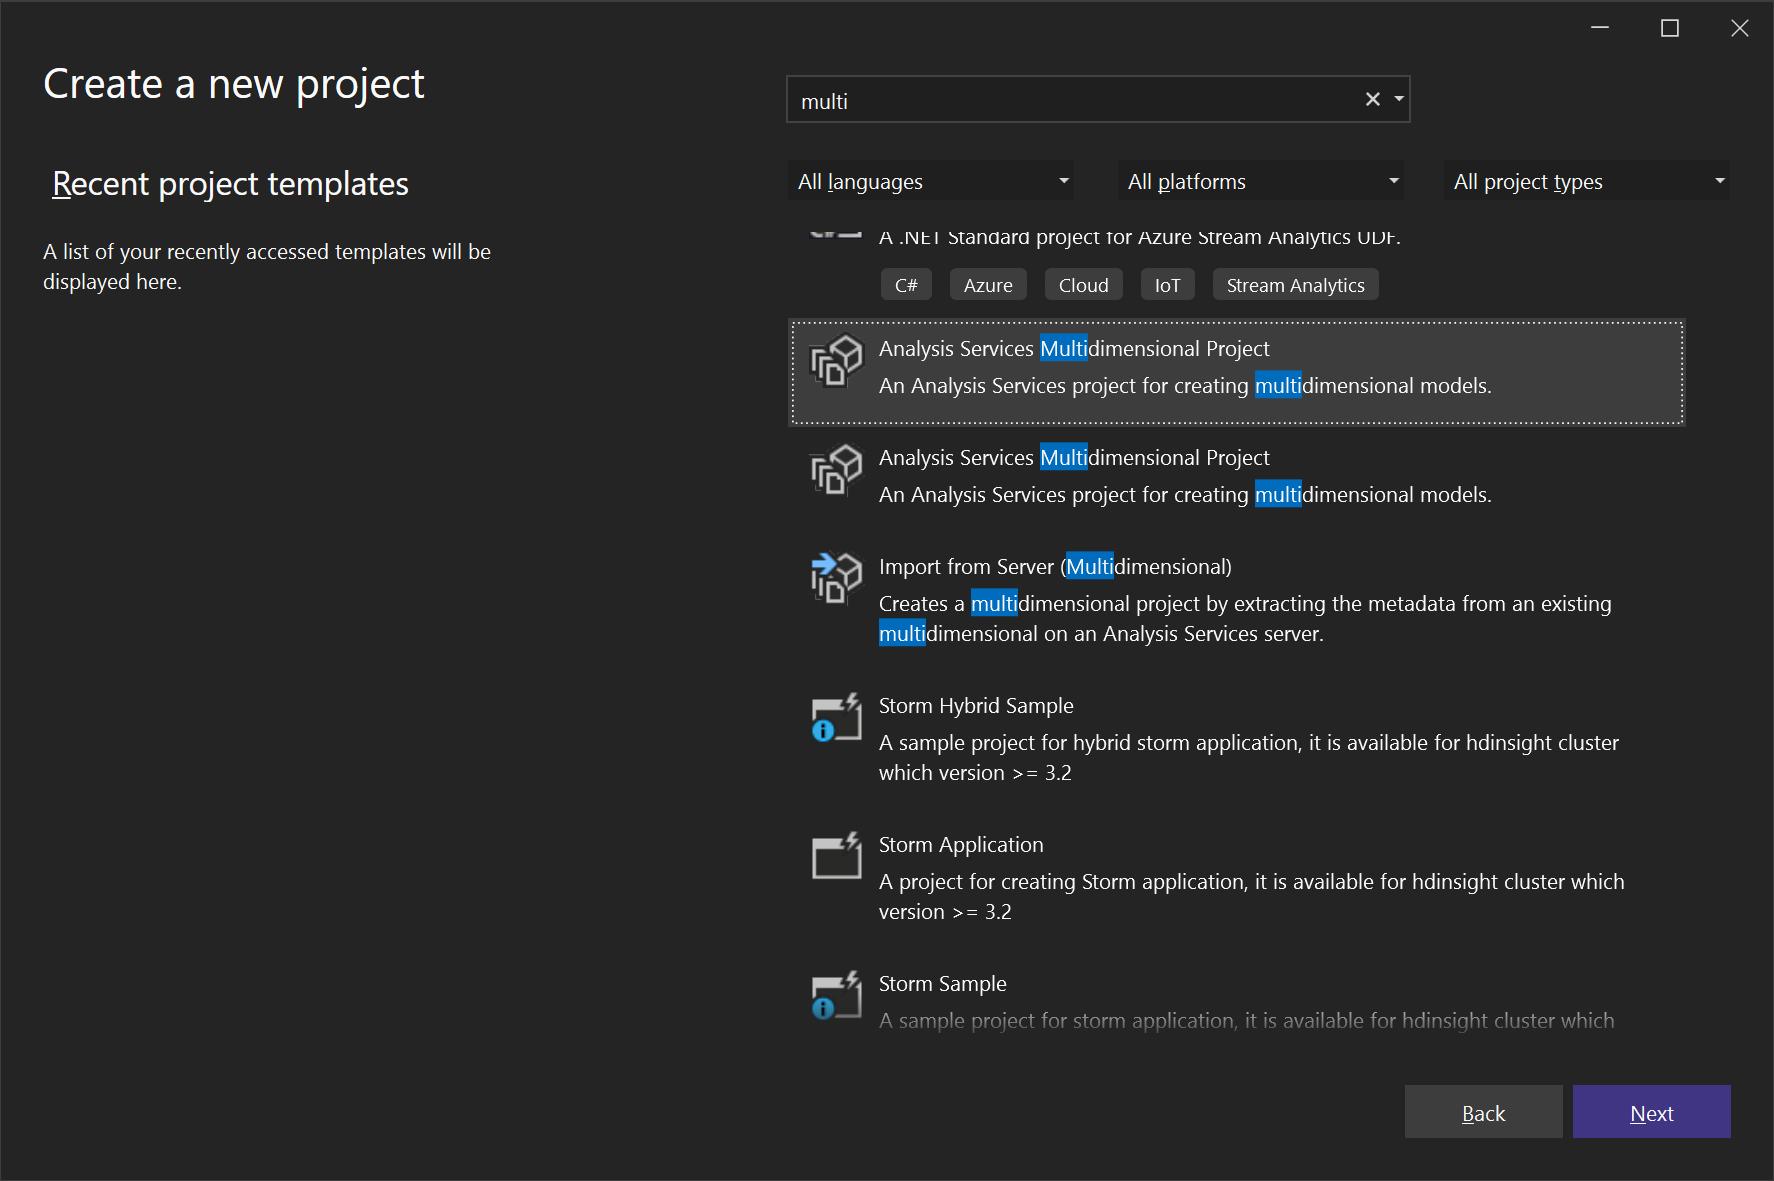 Create a new project
multi
Recent project templates
All languages
All platforms
All project types
A list of your recently accessed templates will be
displayed here.
A .NET Standard project for Azure Stream Analytics UDF.
C#
Azure
Cloud
IoT
Stream Analytics
Analysis Services Multidimensional Project
An Analysis Services project for creating multidimensional models.
Analysis Services Multidimensional Project
An Analysis Services project for creating multidimensional models.
Import from Server (Multidimensional)
Creates a multidimensional project by extracting the metadata from an existing
multidimensional on an Analysis Services server.
Storm Hybrid Sample
A sample project for hybrid storm application, it is available for hdinsight cluster
which version >= 3.2
Storm Application
A project for creating Storm application, it is available for hdinsight cluster which
version >= 3.2
Storm Sample
A sample project for storm application, it is available for hdinsight cluster which
Back
Next